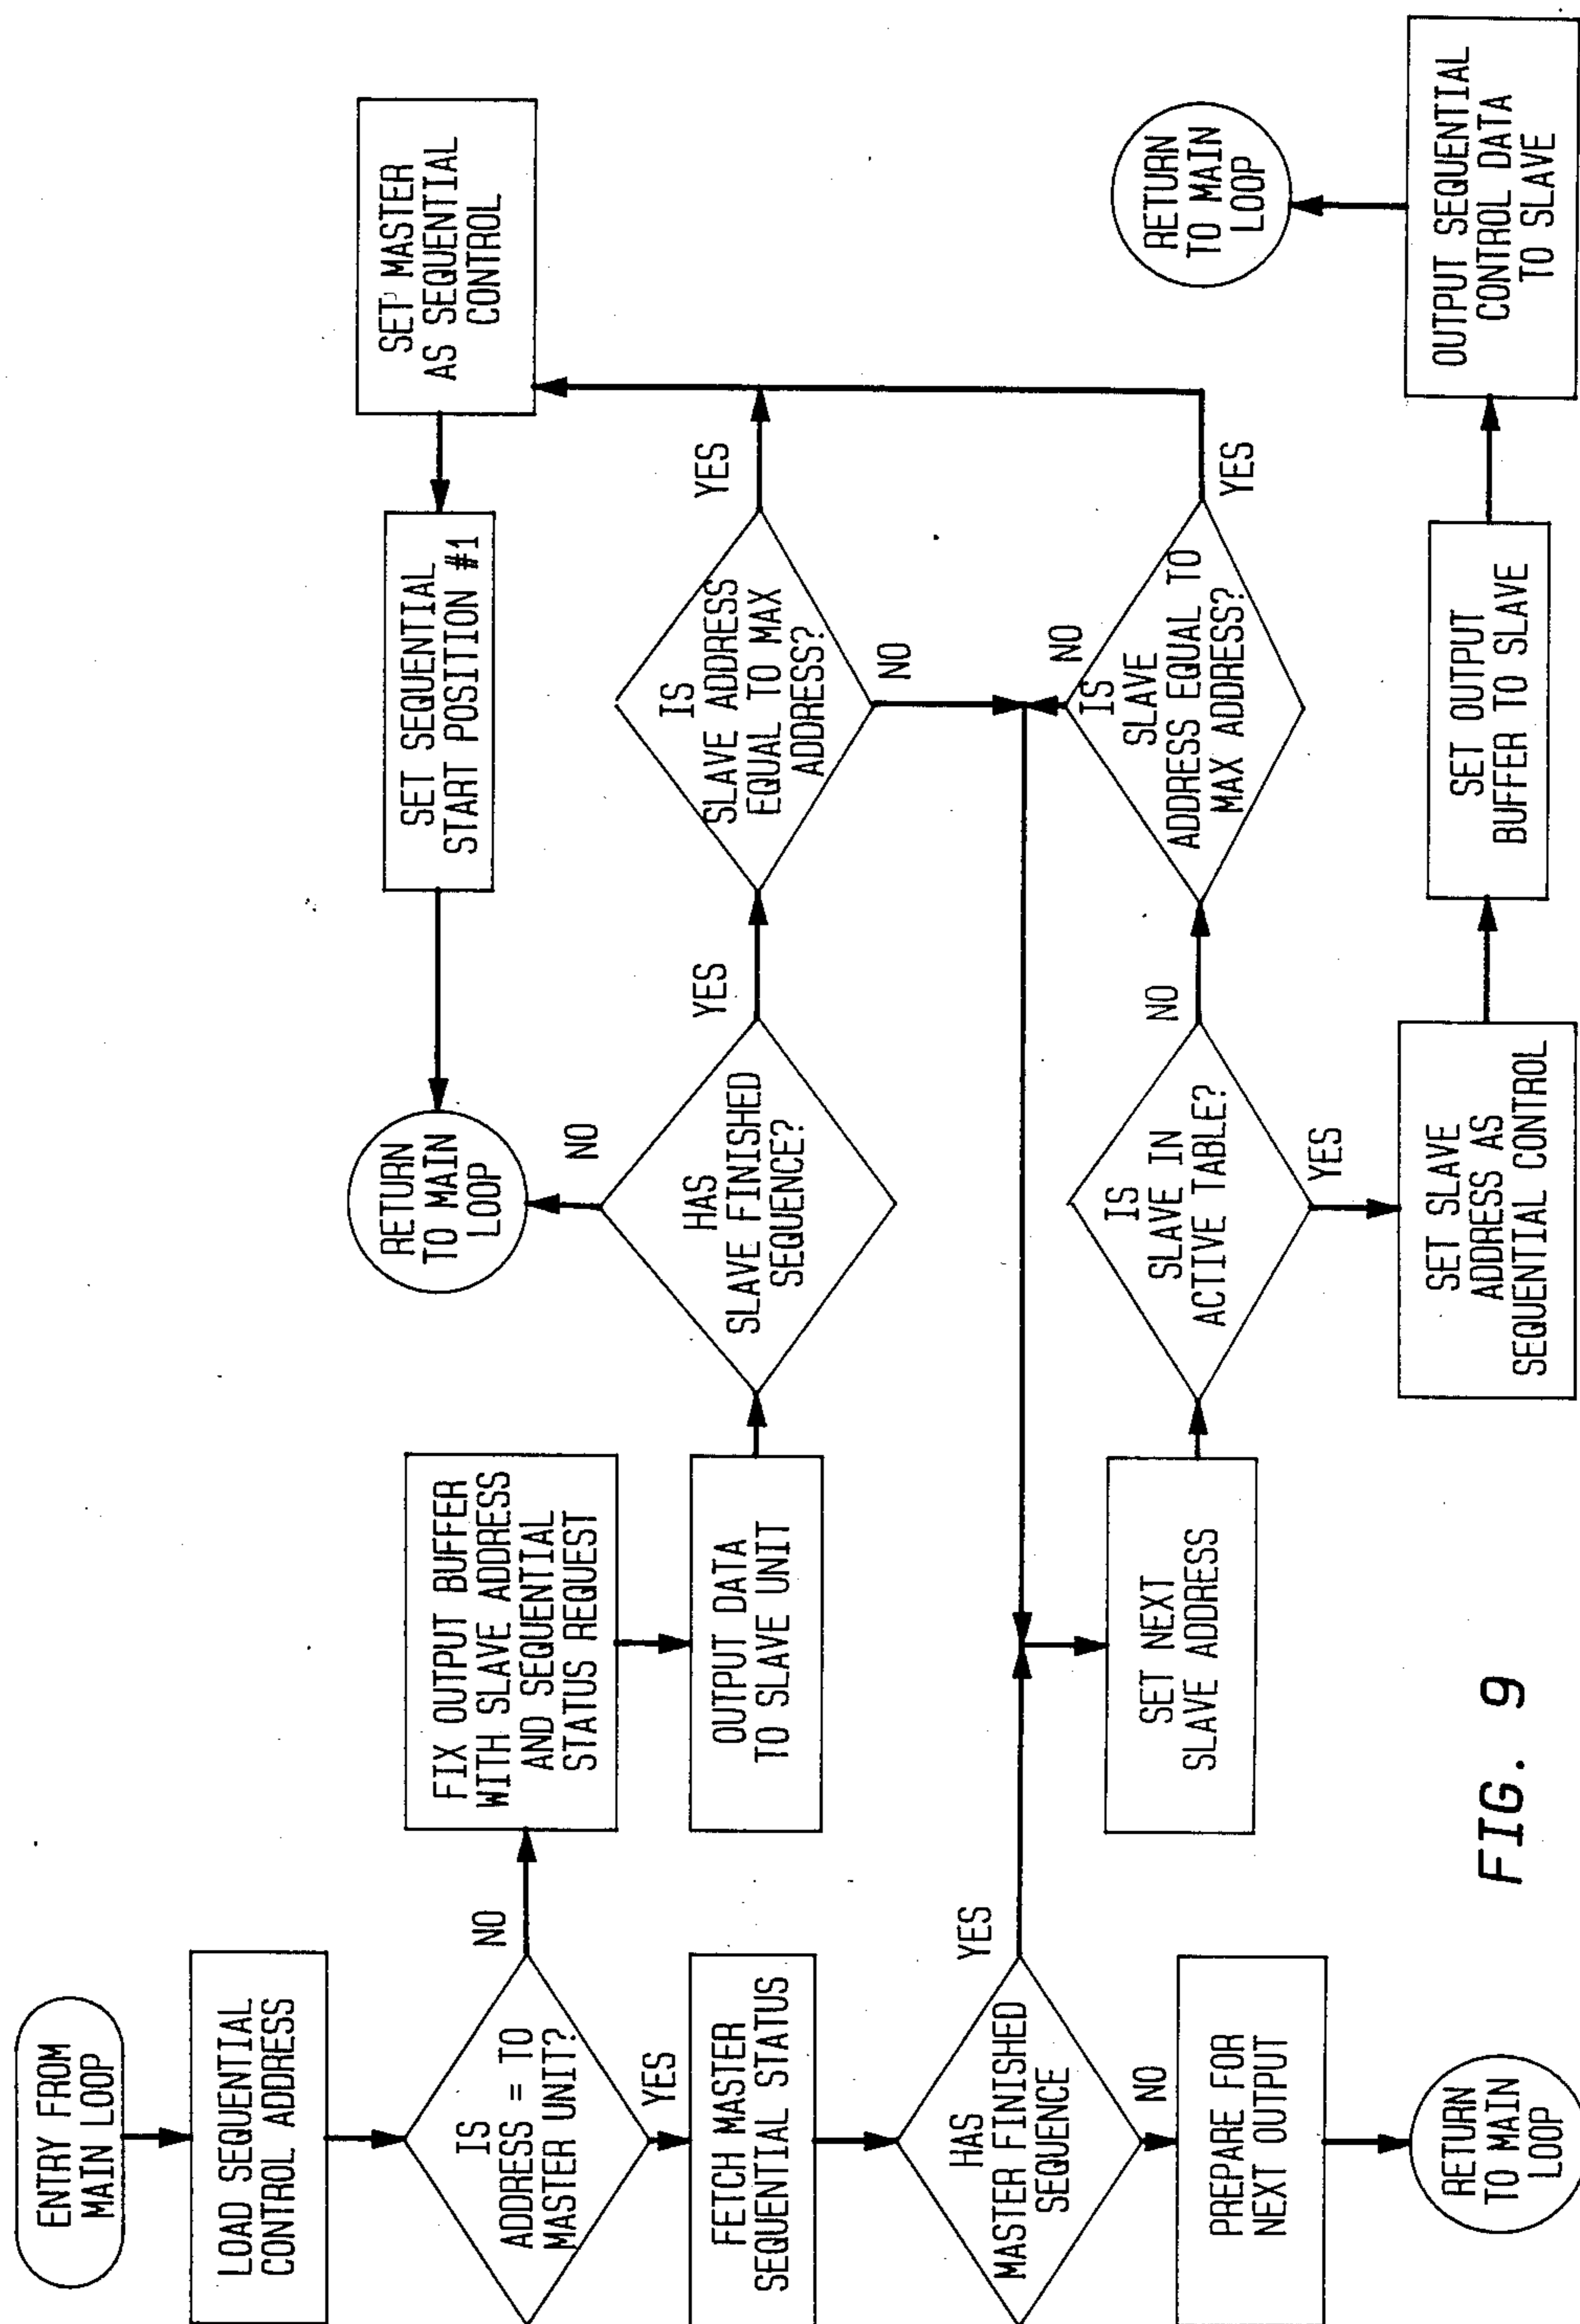 ENTRY FROM
MAIN LOOP
LOAD SEQUENTIAL
CONTROL ADDRESS
IS
ADDRESS = TO
MASTER UNIT?
NO
YES
FETCH MASTER
SEQUENTIAL STATUS
HAS
MASTER FINISHED
SEQUENCE
YES
NO
PREPARE FOR
NEXT OUTPUT
RETURN
TO MAIN
LOOP
FIX OUTPUT BUFFER
WITH SLAVE ADDRESS
AND SEQUENTIAL
STATUS REQUEST
OUTPUT DATA
TO SLAVE UNIT
SET NEXT
SLAVE ADDRESS
RETURN
TO MAIN
LOOP
NO
HAS
SLAVE FINISHED
SEQUENCE?
YES
IS
SLAVE IN
ACTIVE TABLE?
NO
YES
SET SLAVE
ADDRESS AS
SEQUENTIAL CONTROL
SET SEQUENTIAL
START POSITION #1
IS
SLAVE ADDRESS
EQUAL TO MAX
ADDRESS?
YES
NO
NO
IS
SLAVE
ADDRESS EQUAL TO
MAX ADDRESS?
YES
SET OUTPUT
BUFFER TO SLAVE
SET MASTER
AS SEQUENTIAL
CONTROL
RETURN
TO MAIN
LOOP
OUTPUT SEQUENTIAL
CONTROL DATA
TO SLAVE
FIG. 9